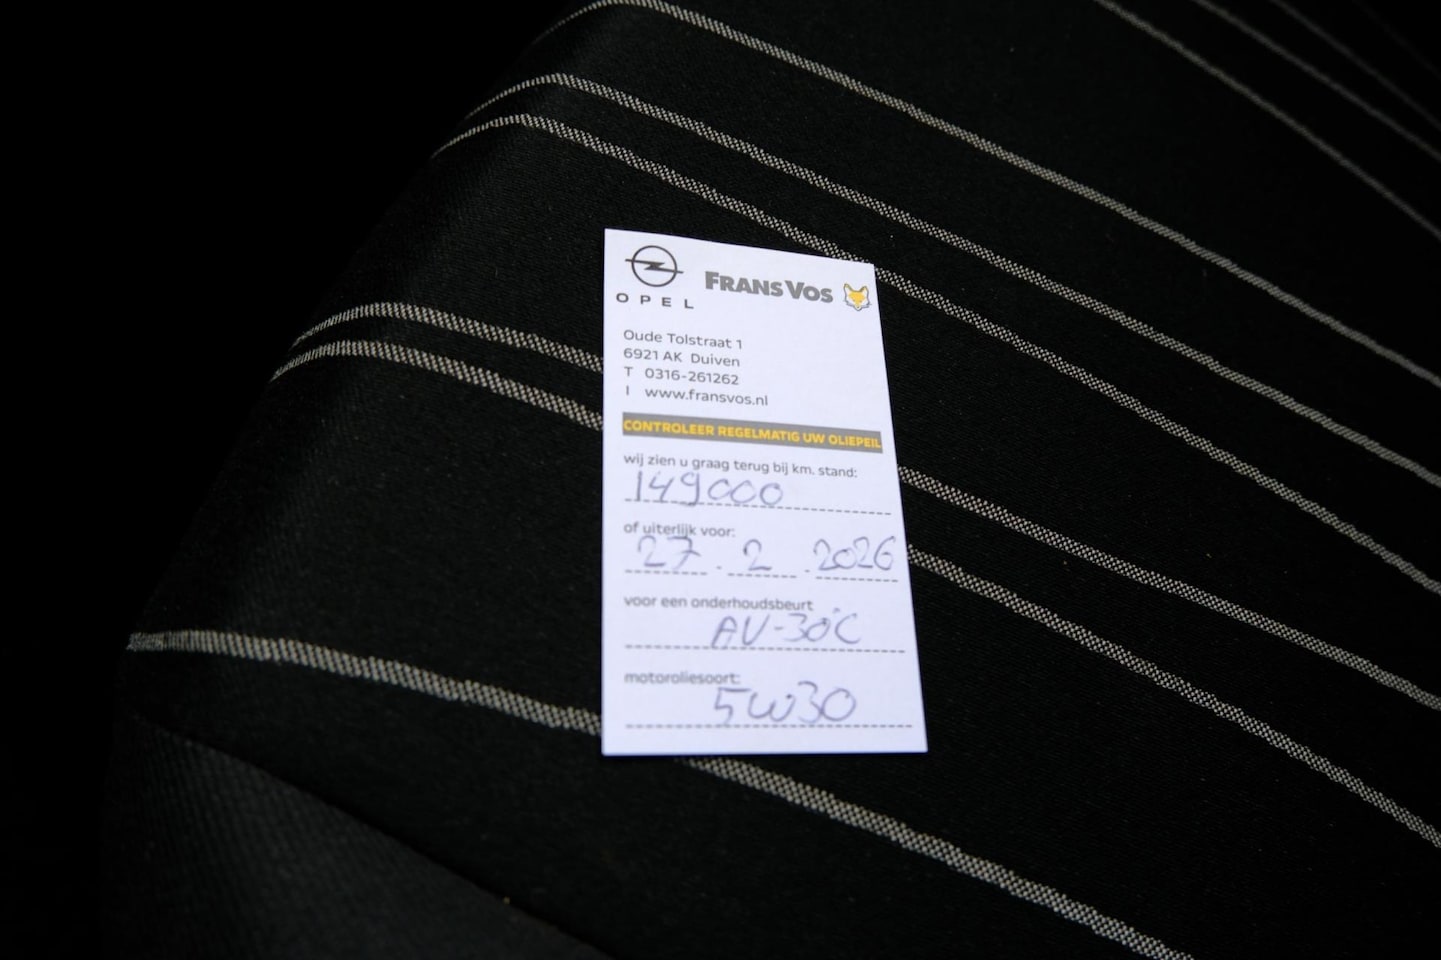 OPEL
FRANS VOS
Oude Tolstraat 1
6921 AK Duiven
T 0316-261262
I www.fransvos.nl
CONTROLEER REGELMATIG UW OLIEPEIL
wij zien u graag terug bij km. stand:
149000
of uiterlijk voor:
27 . 2 . 2026
voor een onderhoudsbeurt
AV-30°C
motoroliesoort:
5W30